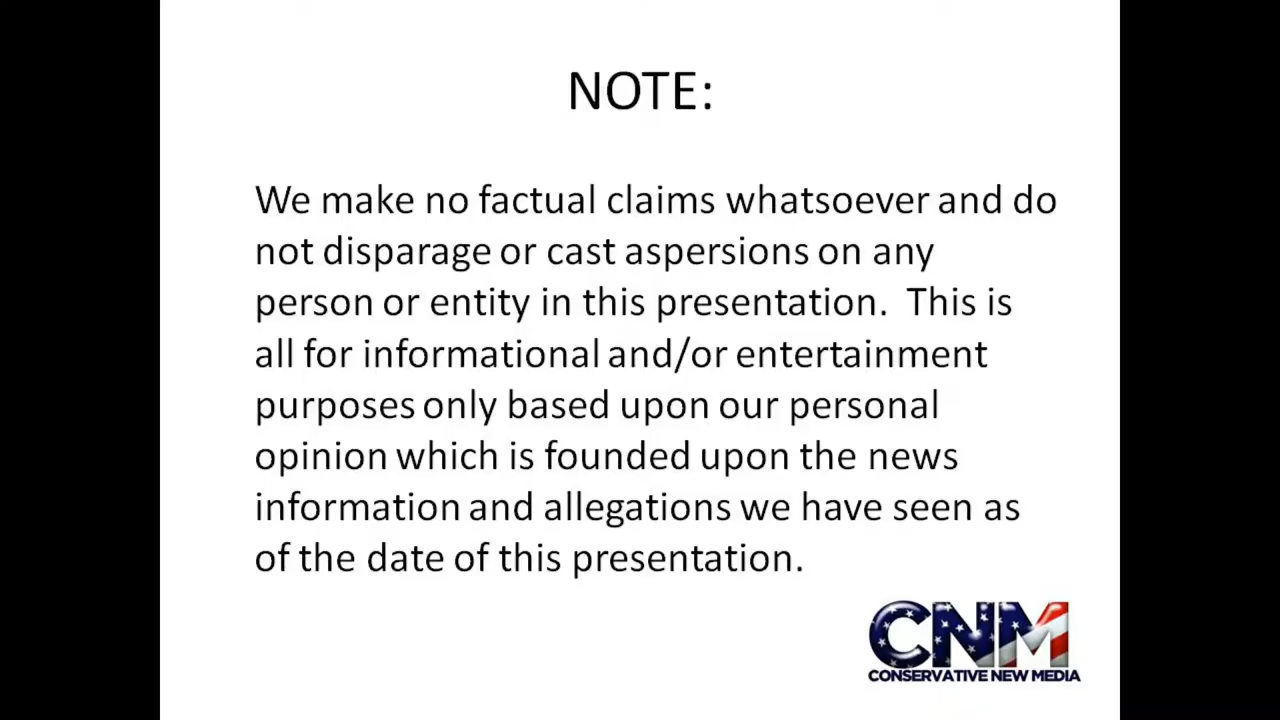 NOTE:
We make no factual claims whatsoever and do
not disparage or cast aspersions on any
person or entity in this presentation.  This is
all for informational and/or entertainment
purposes only based upon our personal
opinion which is founded upon the news
information and allegations we have seen as
of the date of this presentation.
CNM
CONSERVATIVE NEW MEDIA